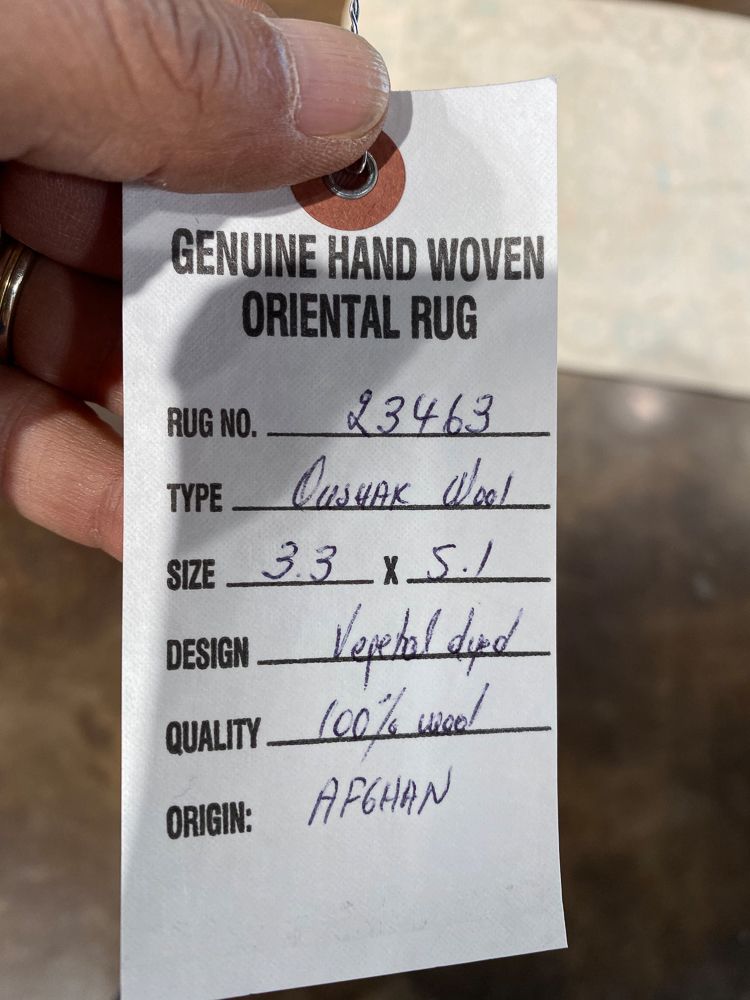 GENUINE HAND WOVEN
ORIENTAL RUG
RUG NO. 23463
TYPE Oushak Wool
SIZE 3.3 X 5.1
DESIGN Vegetal dyed
QUALITY 100% wool
ORIGIN: AFGHAN